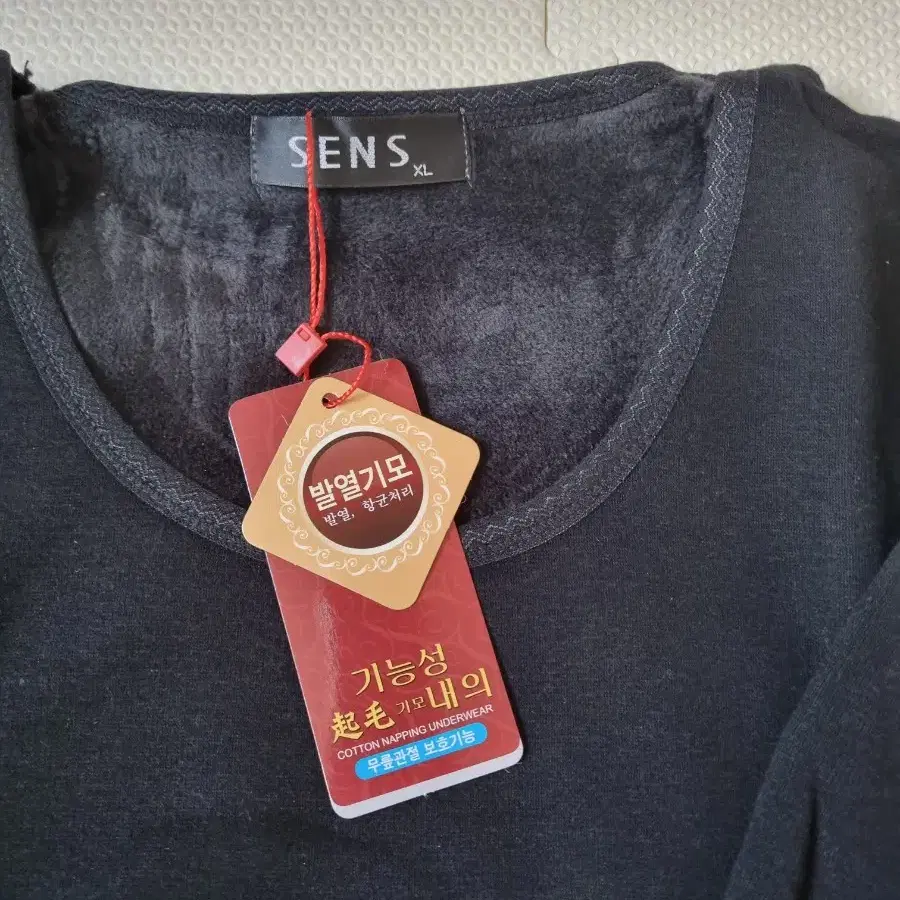 SENS
XL
발열기모
발열, 항균처리
기능성
起毛 기모 내의
COTTON NAPPING UNDERWEAR
무릎관절 보호기능